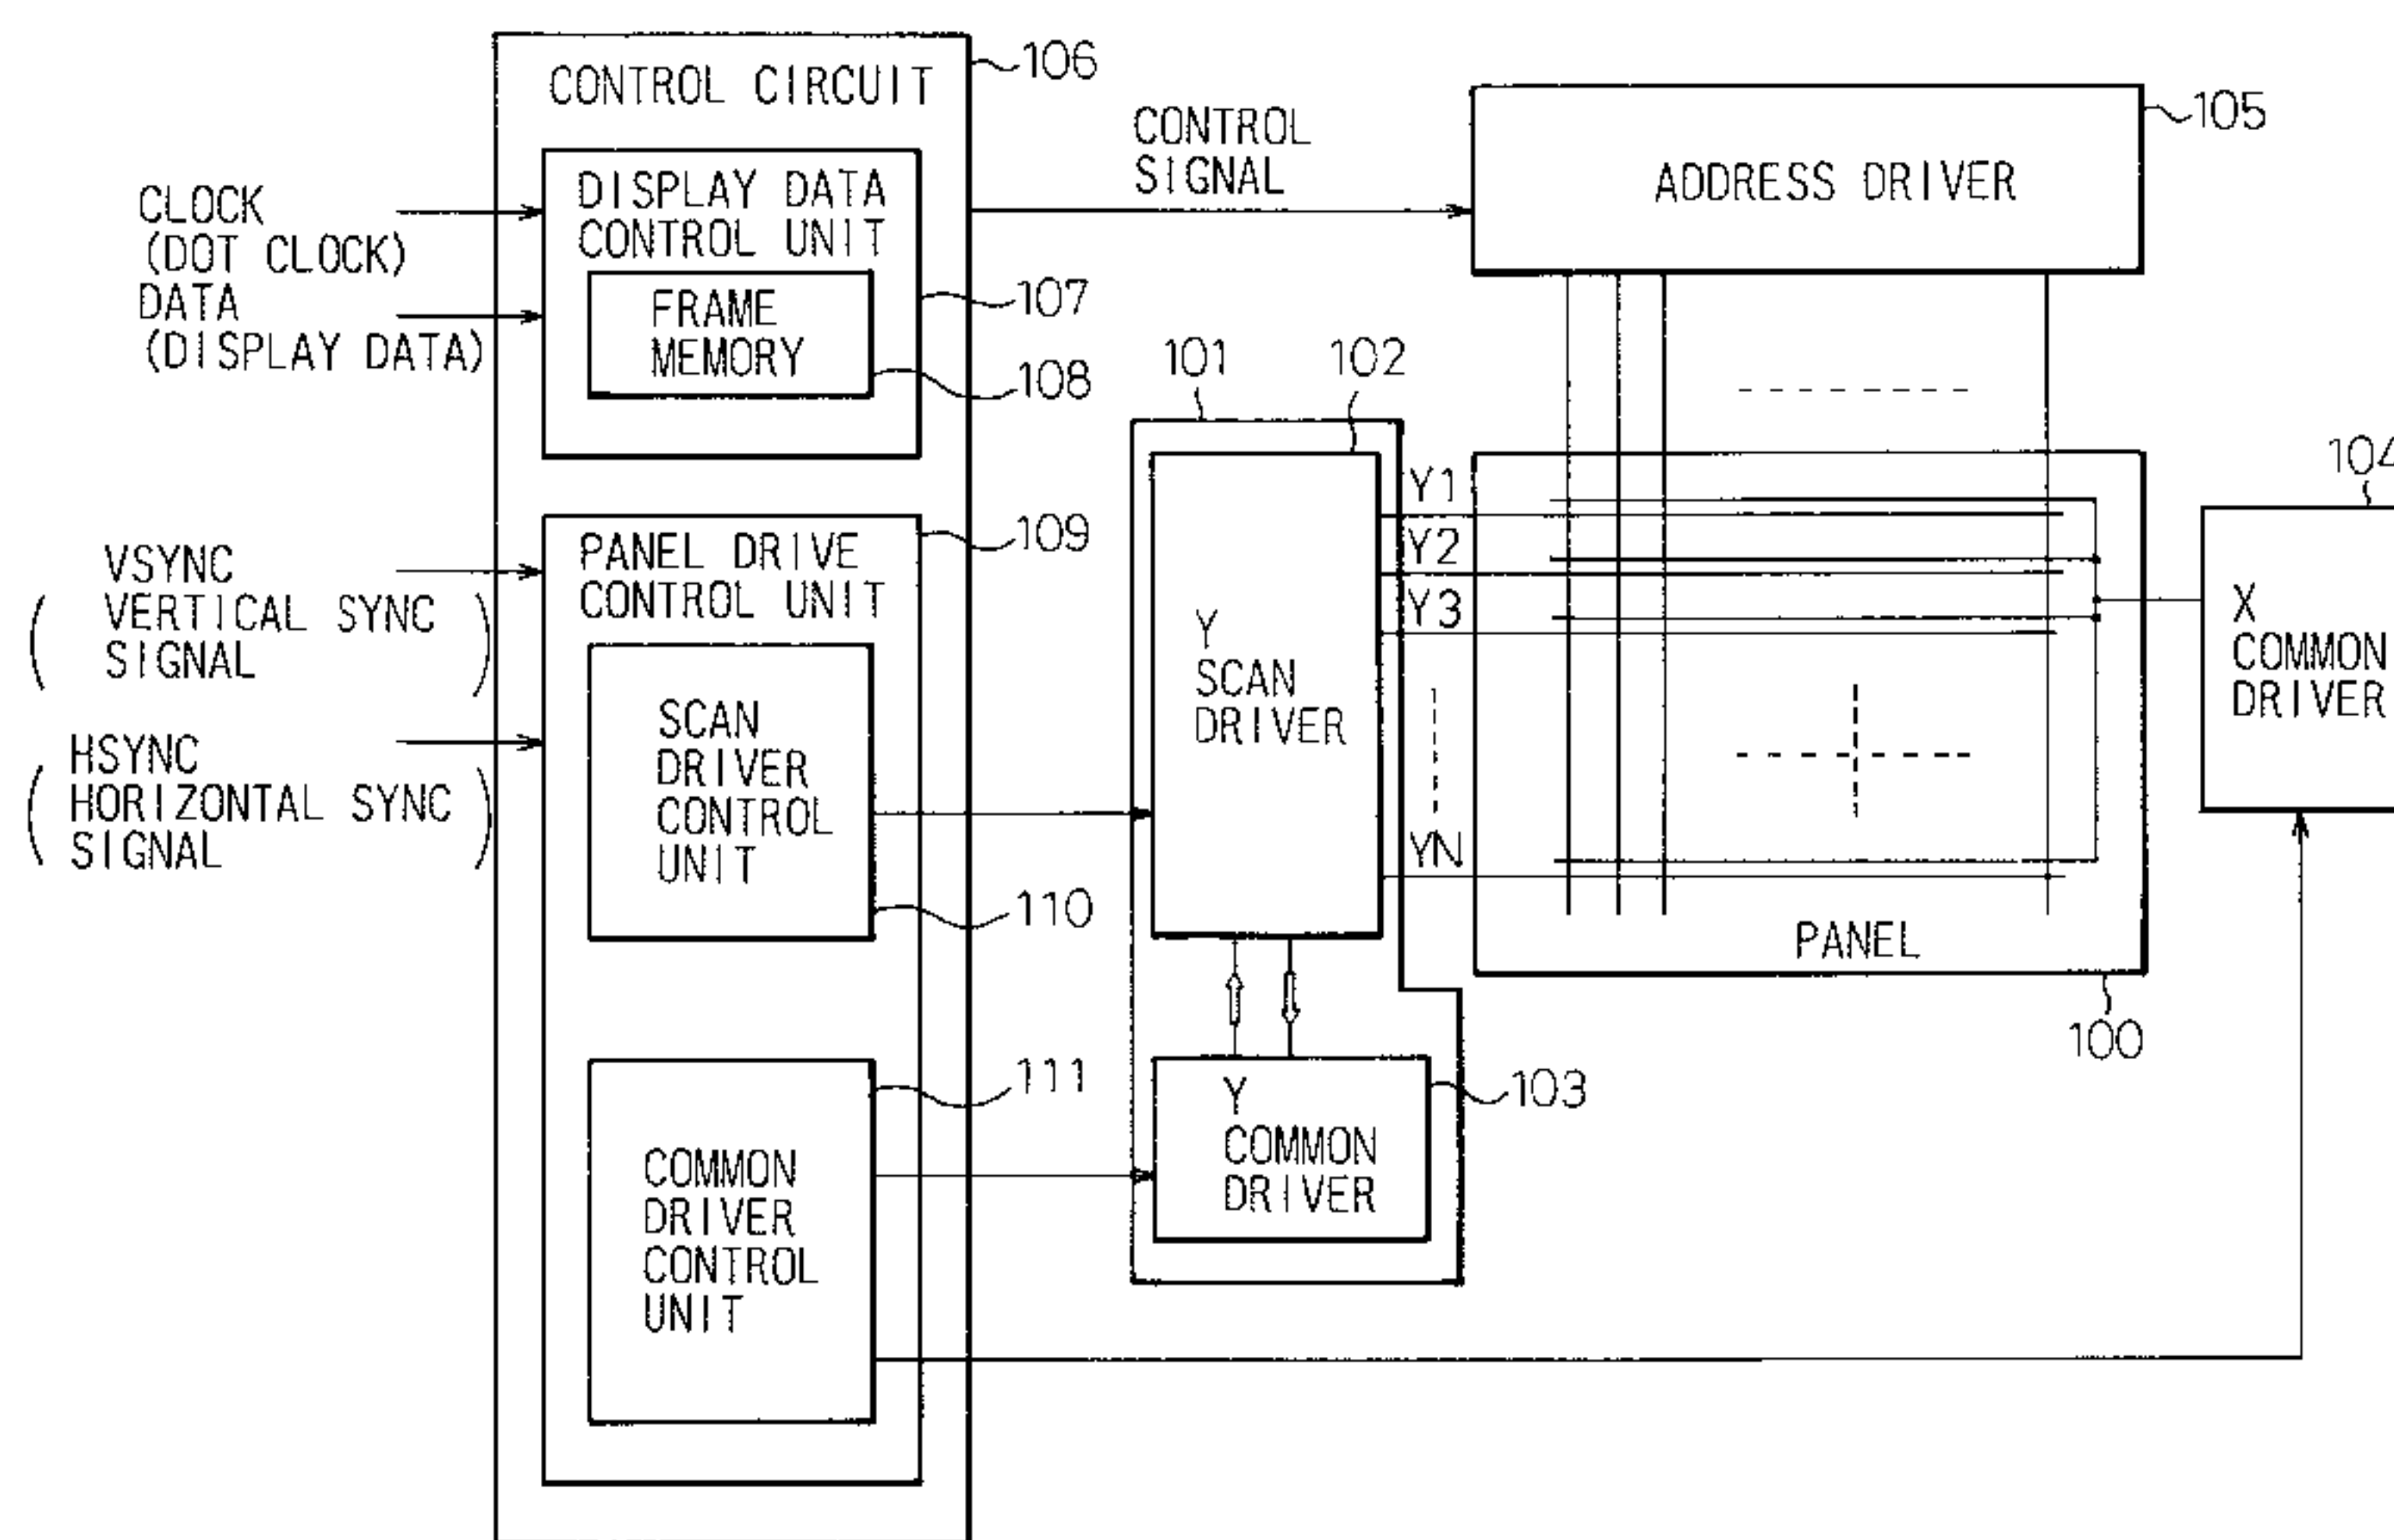 CONTROL CIRCUIT
106
DISPLAY DATA
CONTROL UNIT
107
FRAME
MEMORY
108
CLOCK
(DOT CLOCK)
DATA
(DISPLAY DATA)
CONTROL
SIGNAL
ADDRESS DRIVER
105
109
PANEL DRIVE
CONTROL UNIT
VSYNC
(VERTICAL SYNC
SIGNAL)
HSYNC
(HORIZONTAL SYNC
SIGNAL)
SCAN
DRIVER
CONTROL
UNIT
110
111
COMMON
DRIVER
CONTROL
UNIT
101
102
Y
SCAN
DRIVER
Y1
Y2
Y3
YN
Y
COMMON
DRIVER
103
PANEL
100
104
X
COMMON
DRIVER